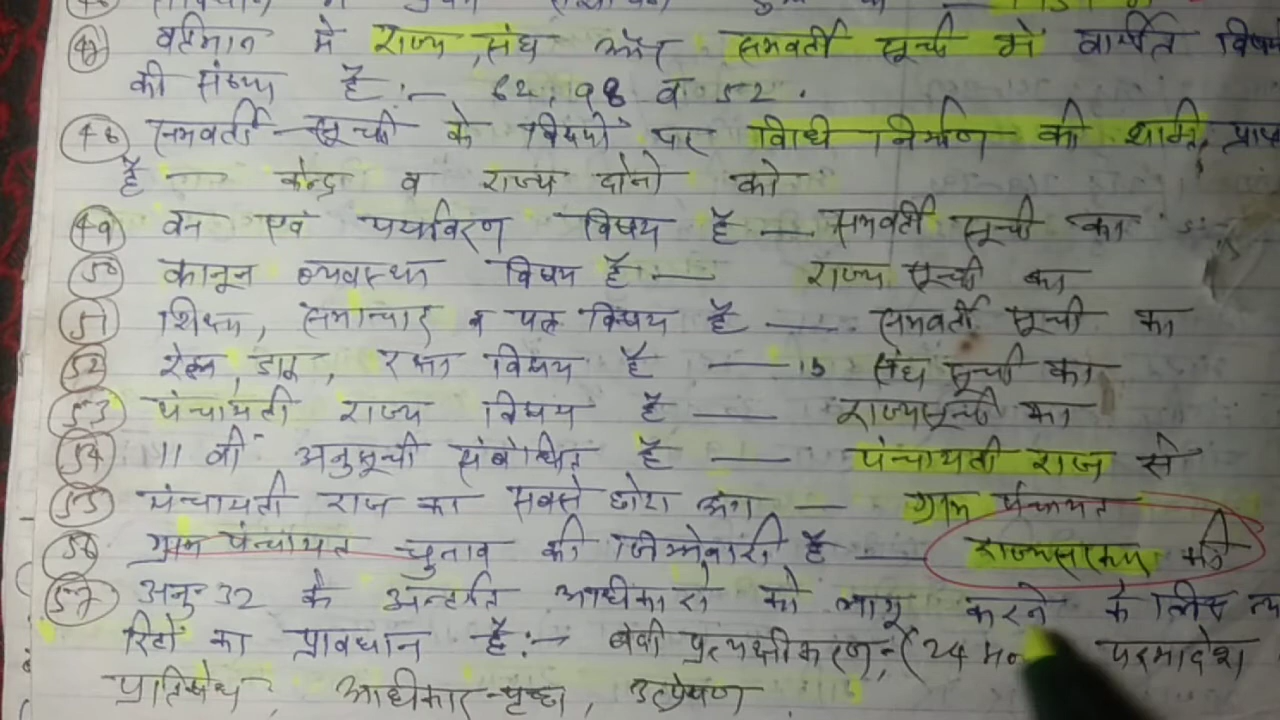 (47) वर्तमान में राज्य, संघ और समवर्ती सूची में वर्णित विषय
की संख्या है :- 62, 98 व 52.
(48) समवर्ती सूची के विषयों पर विधि निर्माण की शक्ति प्राप्त
है — केन्द्र व राज्य दोनो को
(49) वन एवं पर्यावरण विषय है — समवर्ती सूची का
(50) कानून व्यवस्था विषय है :— राज्य सूची का
(51) शिक्षा, समाचार व पत्र विषय है — समवर्ती सूची का
(52) रेल, डाक, रक्षा विषय है — संघ सूची का
(53) पंचायती राज्य विषय है — राज्यसूची का
(54) 11 वी अनुसूची संबंधित है — पंचायती राज से
(55) पंचायती राज का सबसे छोटा अंग — ग्राम पंचायत
(56) ग्राम पंचायत चुनाव की जिम्मेवारी है — राज्यसरकार की
(57) अनु॰ 32 के अन्तर्गत अधीकारो को लागू करने के लिए
रिटों का प्रावधान है :- बंदी प्रत्यक्षीकरण, परमादेश
प्रतिषेध, अधीकार-पृच्छा, उत्प्रेषण